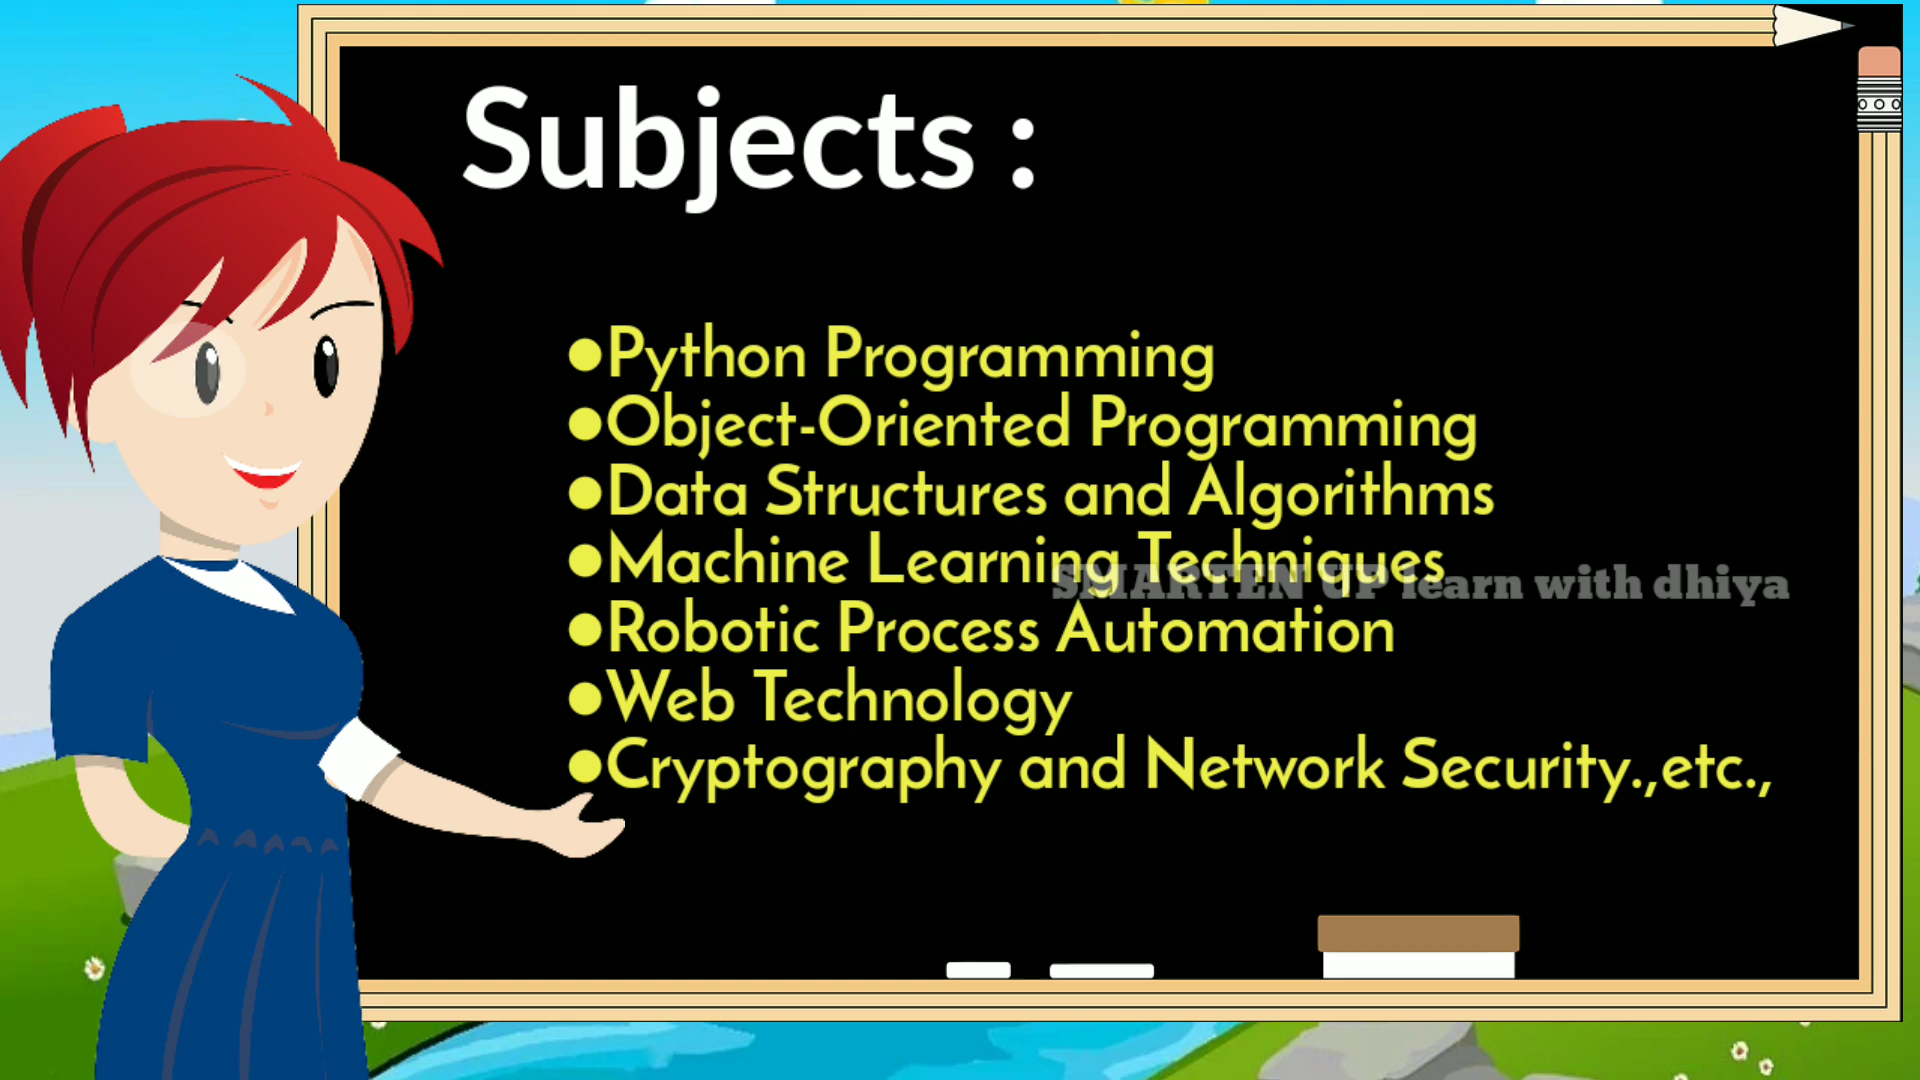 Subjects :
●Python Programming
●Object-Oriented Programming
●Data Structures and Algorithms
●Machine Learning Techniques
SMARTEN UP learn with dhiya
●Robotic Process Automation
●Web Technology
●Cryptography and Network Security.,etc.,